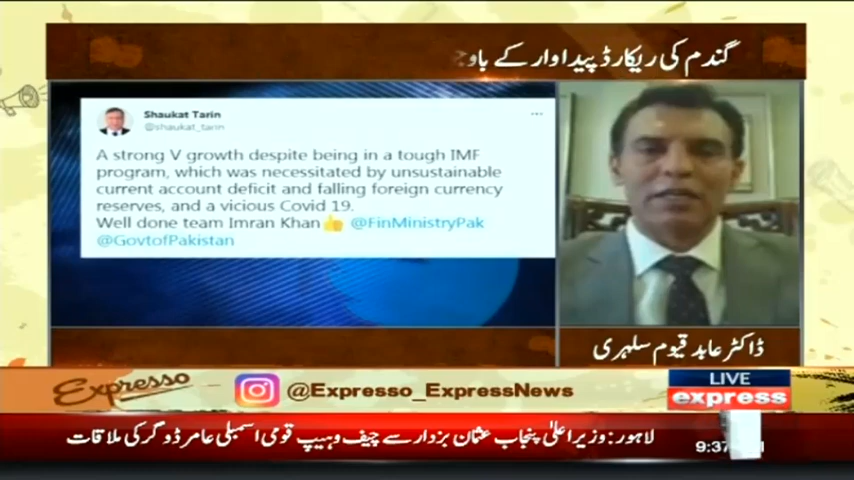 گندم کی ریکارڈ پیداوار کے باوجـ
Shaukat Tarin
@shaukat_tarin
A strong V growth despite being in a tough IMF
program, which was necessitated by unsustainable
current account deficit and falling foreign currency
reserves, and a vicious Covid 19.
Well done team Imran Khan👍 @FinMinistryPak
@GovtofPakistan
ڈاکٹر عابد قیوم سلہری
Expresso
@Expresso_ExpressNews
LIVE
express
لاہور: وزیراعلیٰ پنجاب عثمان بزدار سے چیف وہیپ قومی اسمبلی عامر ڈوگر کی ملاقات
9:37